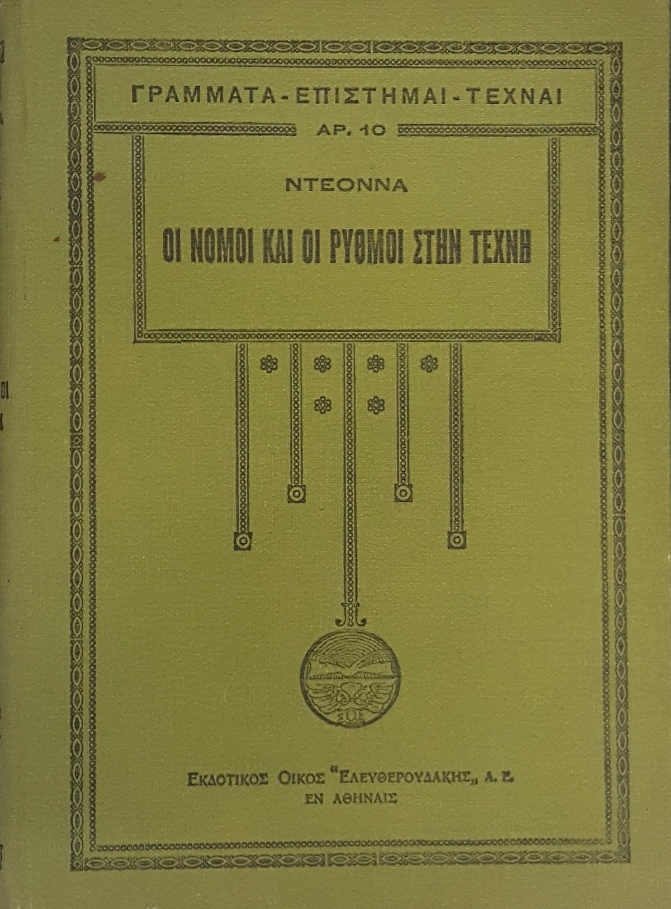 ΓΡΑΜΜΑΤΑ - ΕΠΙΣΤΗΜΑΙ - ΤΕΧΝΑΙ
ΑΡ. 10
ΝΤΕΟΝΝΑ
ΟΙ ΝΟΜΟΙ ΚΑΙ ΟΙ ΡΥΘΜΟΙ ΣΤΗΝ ΤΕΧΝΗ
ΕΚΔΟΤΙΚΟΣ ΟΙΚΟΣ "ΕΛΕΥΘΕΡΟΥΔΑΚΗΣ„ Α. Ε.
ΕΝ ΑΘΗΝΑΙΣ